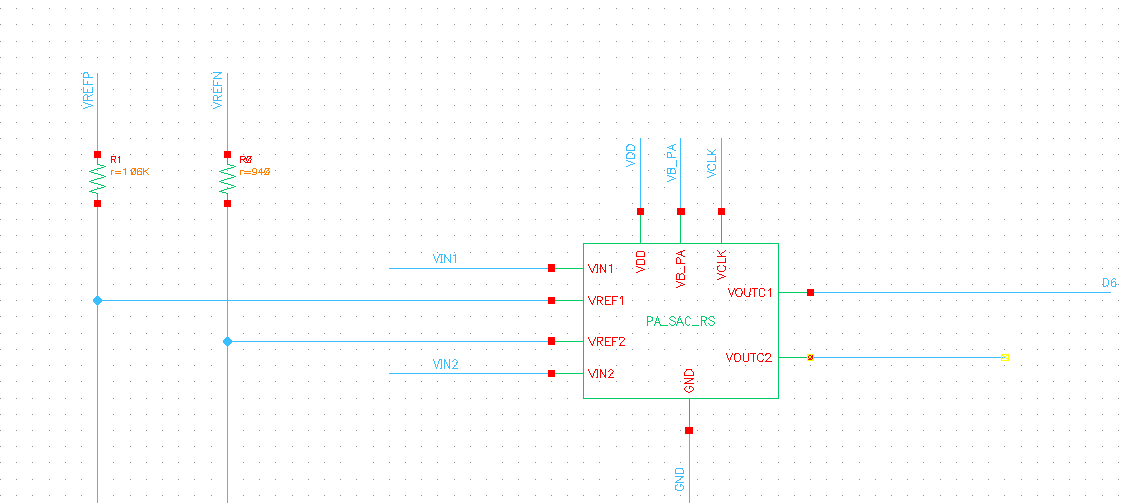 VREFP
VREFN
R1
r=106K
R0
r=940
VDD
VB_PA
VCLK
VIN1
VIN1
VDD
VB_PA
VCLK
D6
VOUTC1
VREF1
PA_SAC_RS
VREF2
VOUTC2
VIN2
VIN2
GND
GND